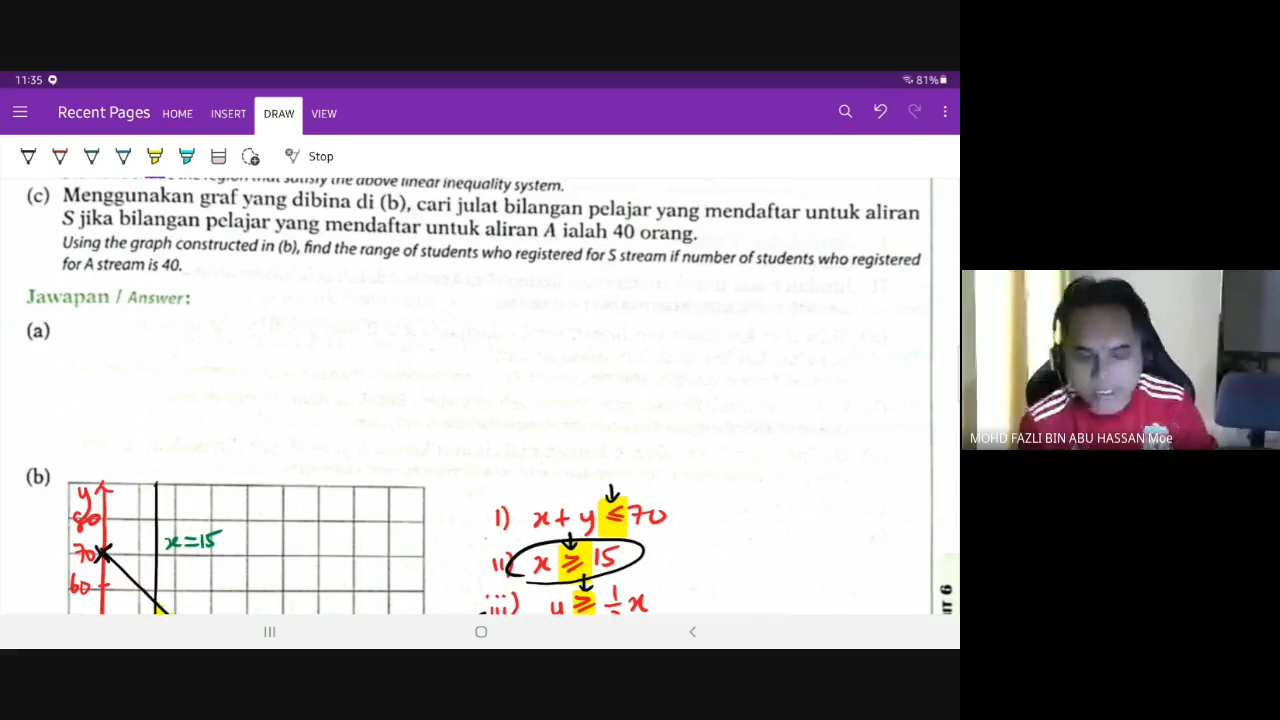 11:35
81%
Recent Pages HOME INSERT DRAW VIEW
Stop
the region that satisfy the above linear inequality system.
(c) Menggunakan graf yang dibina di (b), cari julat bilangan pelajar yang mendaftar untuk aliran
S jika bilangan pelajar yang mendaftar untuk aliran A ialah 40 orang.
Using the graph constructed in (b), find the range of students who registered for S stream if number of students who registered
for A stream is 40.
Jawapan / Answer:
(a)
(b)
y
80
70
60
x=15
i) x + y ≤ 70
ii) x ≥ 15
iii) y ≥ x
6
MOHD FAZLI BIN ABU HASSAN Moe